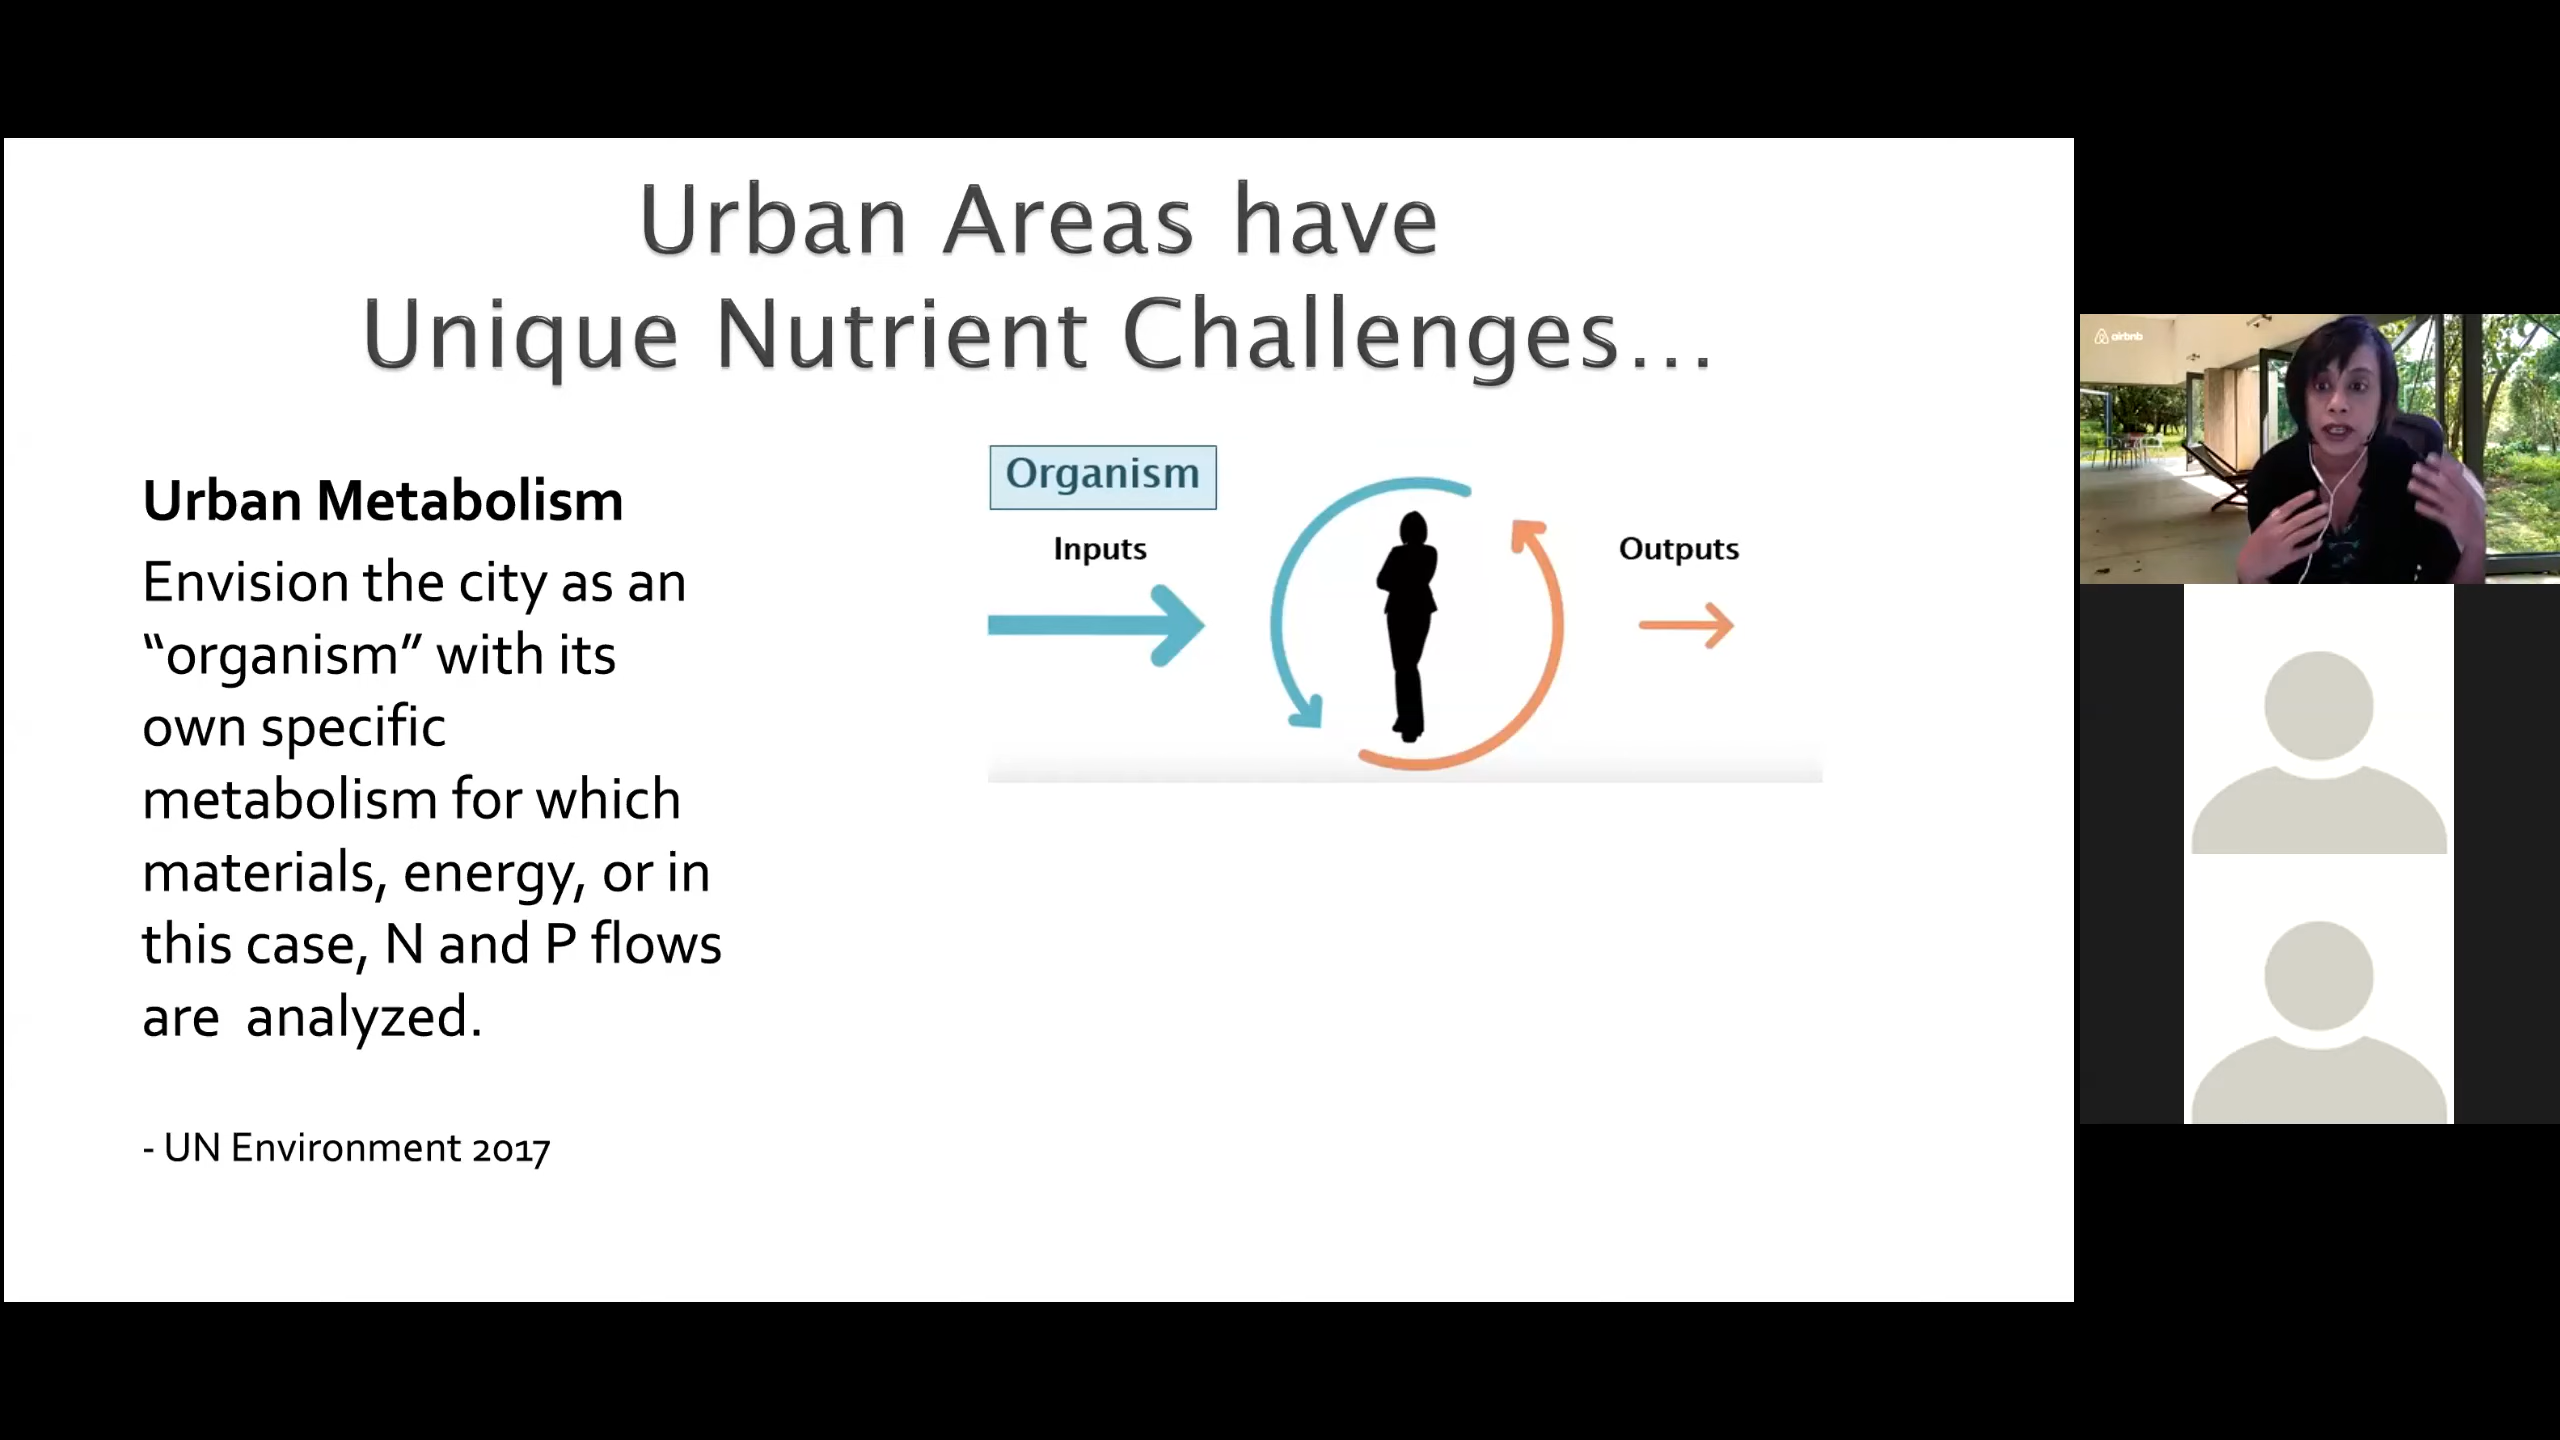 Urban Areas have
Unique Nutrient Challenges...
Urban Metabolism
Envision the city as an
“organism” with its
own specific
metabolism for which
materials, energy, or in
this case, N and P flows
are  analyzed.
- UN Environment 2017
Organism
Inputs
Outputs
airbnb